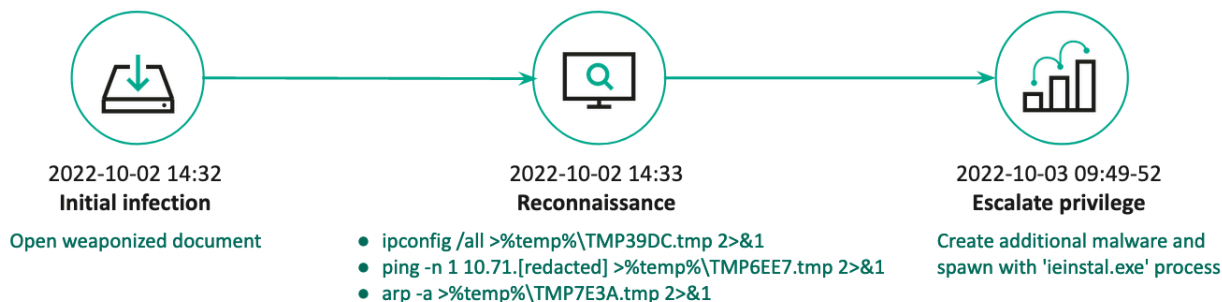 2022-10-02 14:32
Initial infection
Open weaponized document
2022-10-02 14:33
Reconnaissance
● ipconfig /all >%temp%\TMP39DC.tmp 2>&1
● ping -n 1 10.71.[redacted] >%temp%\TMP6EE7.tmp 2>&1
● arp -a >%temp%\TMP7E3A.tmp 2>&1
2022-10-03 09:49-52
Escalate privilege
Create additional malware and
spawn with 'ieinstal.exe' process